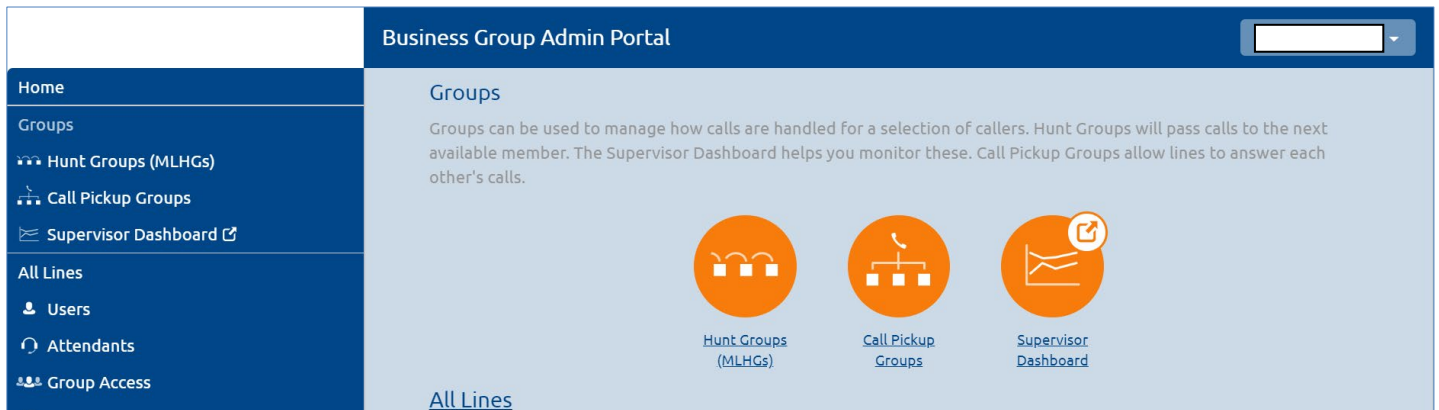 Business Group Admin Portal
Home
Groups
Hunt Groups (MLHGs)
Call Pickup Groups
Supervisor Dashboard
All Lines
Users
Attendants
Group Access
Groups
Groups can be used to manage how calls are handled for a selection of callers. Hunt Groups will pass calls to the next
available member. The Supervisor Dashboard helps you monitor these. Call Pickup Groups allow lines to answer each
other's calls.
Hunt Groups
(MLHGs)
Call Pickup
Groups
Supervisor
Dashboard
All Lines